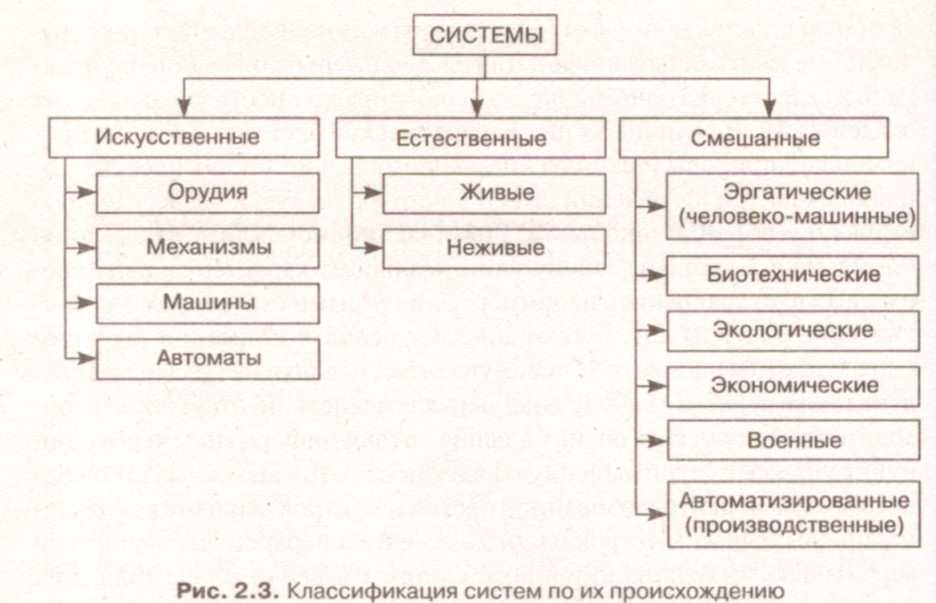 СИСТЕМЫ
Искусственные
Орудия
Механизмы
Машины
Автоматы
Естественные
Живые
Неживые
Смешанные
Эргатические
(человеко-машинные)
Биотехнические
Экологические
Экономические
Военные
Автоматизированные
(производственные)
Рис. 2.3. Классификация систем по их происхождению